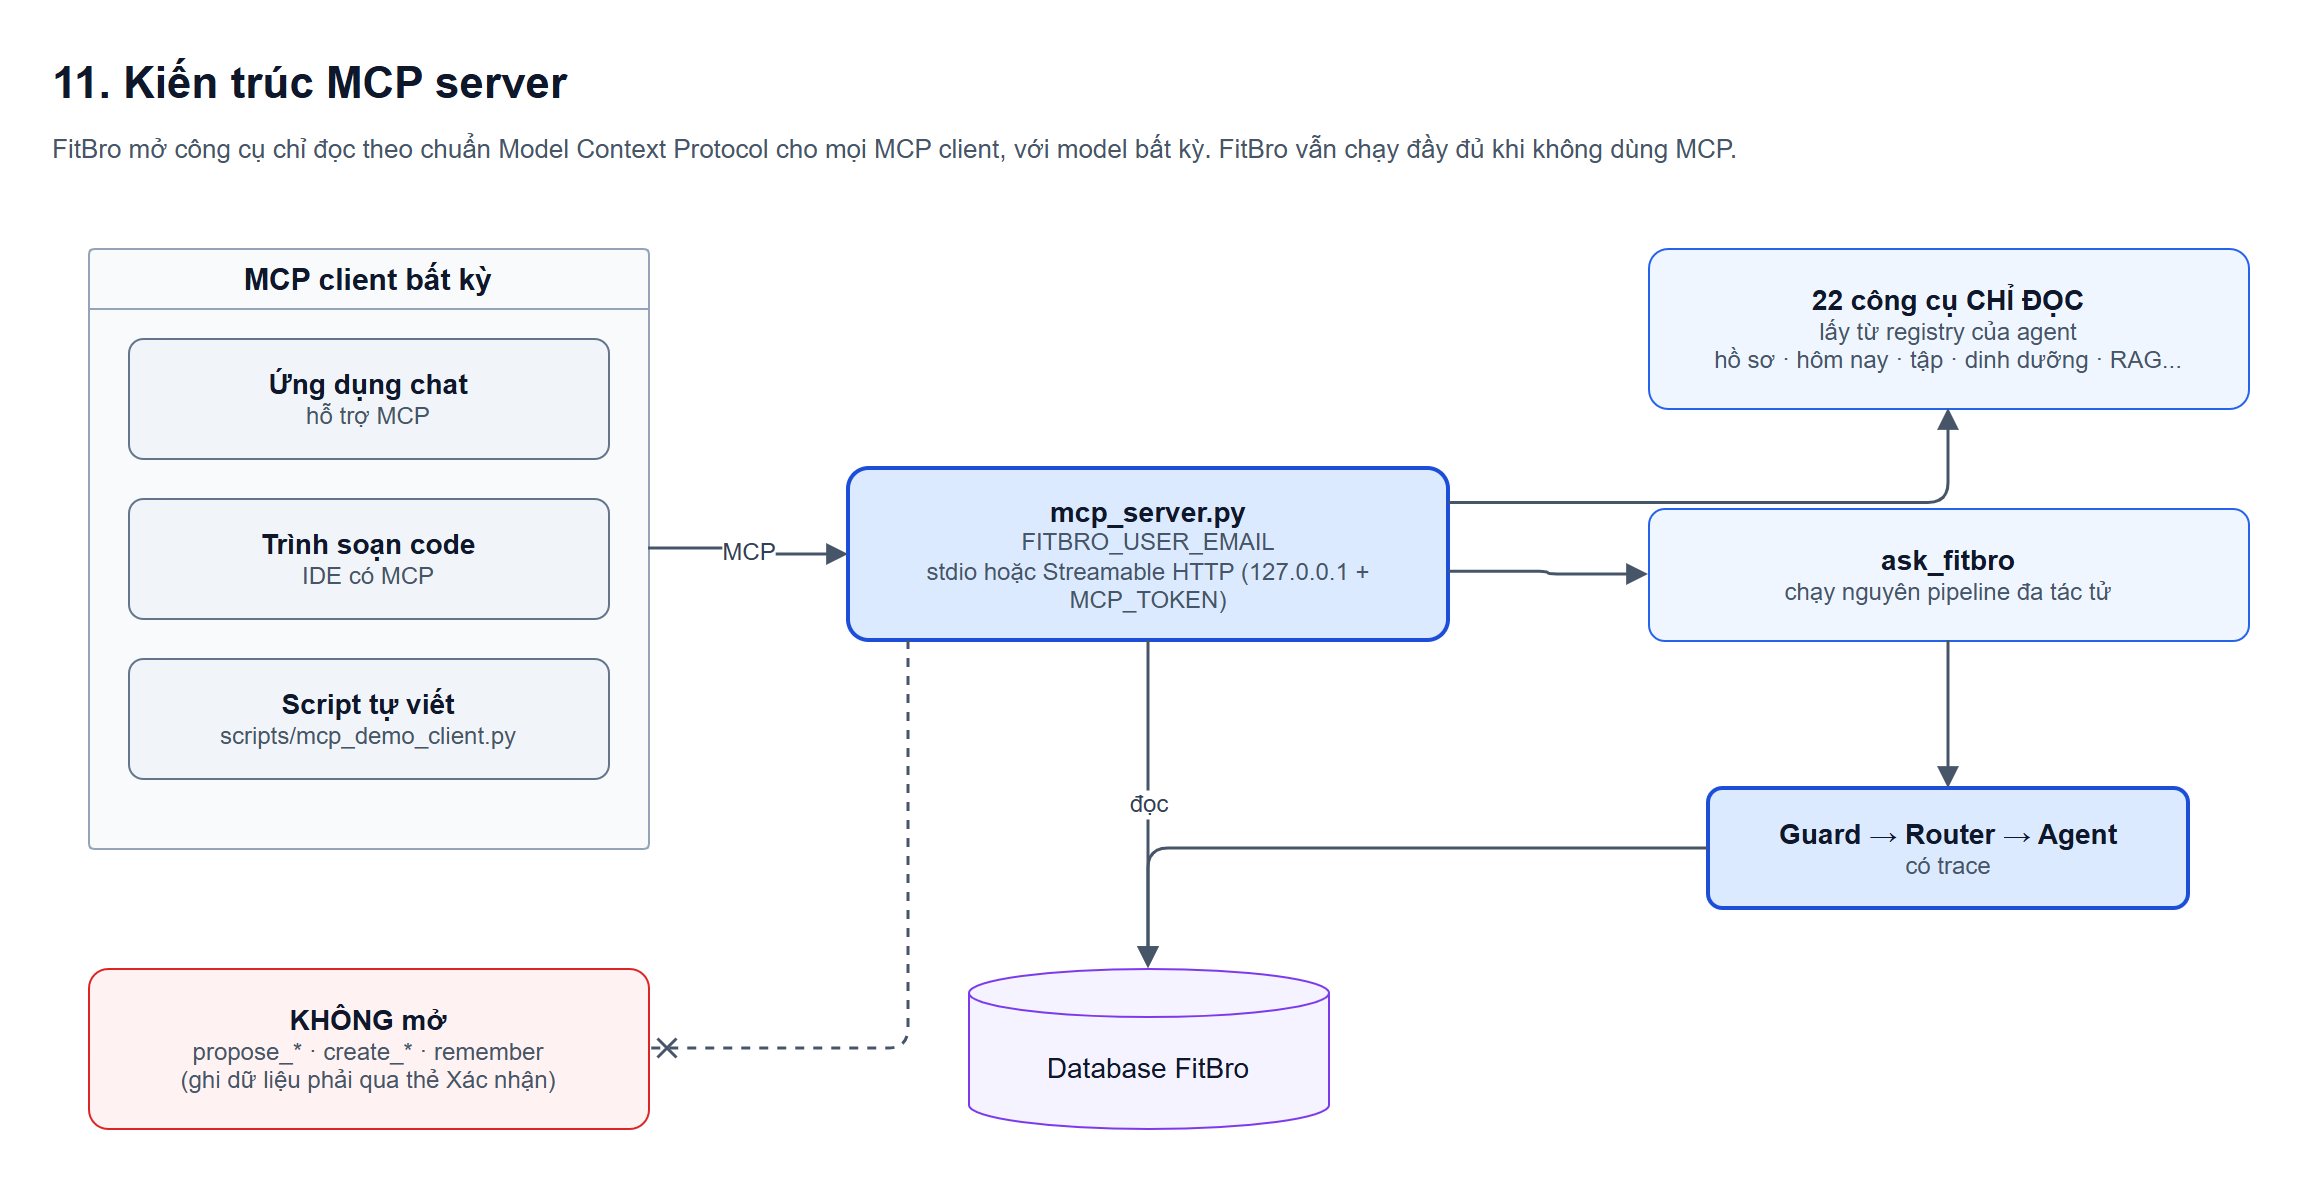 11. Kiến trúc MCP server
FitBro mở công cụ chỉ đọc theo chuẩn Model Context Protocol cho mọi MCP client, với model bất kỳ. FitBro vẫn chạy đầy đủ khi không dùng MCP.
MCP client bất kỳ
Ứng dụng chat
hỗ trợ MCP
Trình soạn code
IDE có MCP
Script tự viết
scripts/mcp_demo_client.py
MCP
mcp_server.py
FITBRO_USER_EMAIL
stdio hoặc Streamable HTTP (127.0.0.1 +
MCP_TOKEN)
22 công cụ CHỈ ĐỌC
lấy từ registry của agent
hồ sơ · hôm nay · tập · dinh dưỡng · RAG...
ask_fitbro
chạy nguyên pipeline đa tác tử
đọc
Guard → Router → Agent
có trace
KHÔNG mở
propose_* · create_* · remember
(ghi dữ liệu phải qua thẻ Xác nhận)
Database FitBro